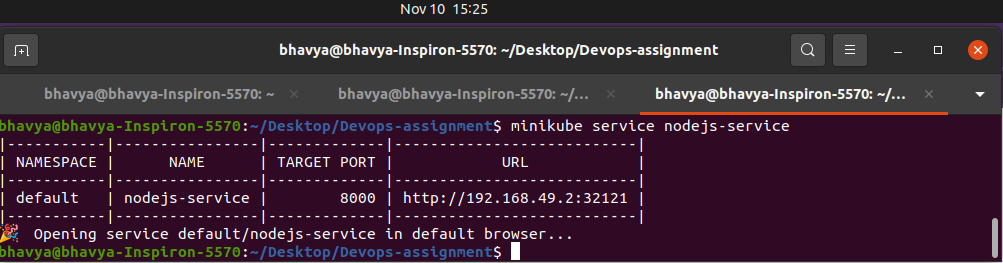 Nov 10 15:25
bhavya@bhavya-Inspiron-5570: ~/Desktop/Devops-assignment
bhavya@bhavya-Inspiron-5570: ~
bhavya@bhavya-Inspiron-5570: ~/...
bhavya@bhavya-Inspiron-5570: ~/...
bhavya@bhavya-Inspiron-5570:~/Desktop/Devops-assignment$ minikube service nodejs-service
|-----------|----------------|-------------|---------------------------|
| NAMESPACE |      NAME      | TARGET PORT |            URL            |
|-----------|----------------|-------------|---------------------------|
| default   | nodejs-service |        8000 | http://192.168.49.2:32121 |
|-----------|----------------|-------------|---------------------------|
🎉  Opening service default/nodejs-service in default browser...
bhavya@bhavya-Inspiron-5570:~/Desktop/Devops-assignment$